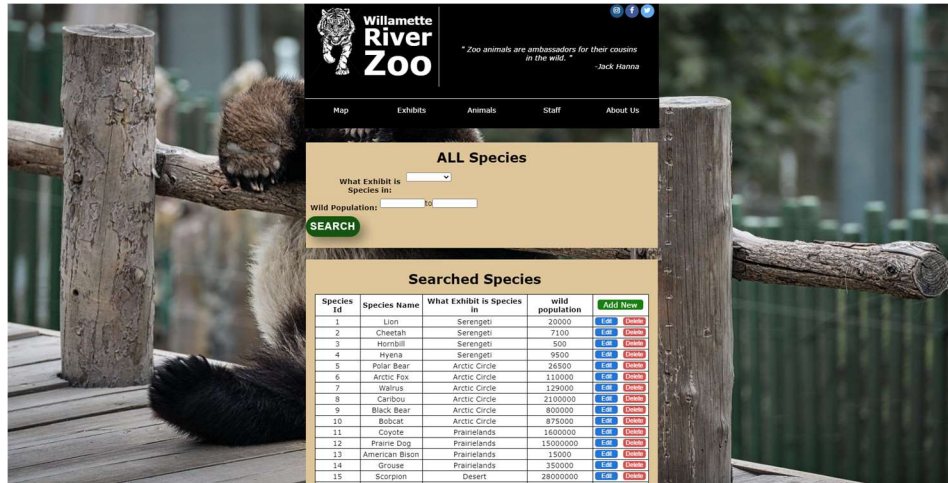 Willamette
River
Zoo
" Zoo animals are ambassadors for their cousins
in the wild. "
-Jack Hanna
Map Exhibits Animals Staff About Us
ALL Species
What Exhibit is
Species in:
Wild Population: to
SEARCH
Searched Species
Species Id Species Name What Exhibit is Species in wild population Add New
1 Lion Serengeti 20000 Edit Delete
2 Cheetah Serengeti 7100 Edit Delete
3 Hornbill Serengeti 500 Edit Delete
4 Hyena Serengeti 9500 Edit Delete
5 Polar Bear Arctic Circle 26500 Edit Delete
6 Arctic Fox Arctic Circle 110000 Edit Delete
7 Walrus Arctic Circle 129000 Edit Delete
8 Caribou Arctic Circle 2100000 Edit Delete
9 Black Bear Arctic Circle 800000 Edit Delete
10 Bobcat Arctic Circle 875000 Edit Delete
11 Coyote Prairielands 1600000 Edit Delete
12 Prairie Dog Prairielands 15000000 Edit Delete
13 American Bison Prairielands 15000 Edit Delete
14 Grouse Prairielands 350000 Edit Delete
15 Scorpion Desert 28000000 Edit Delete